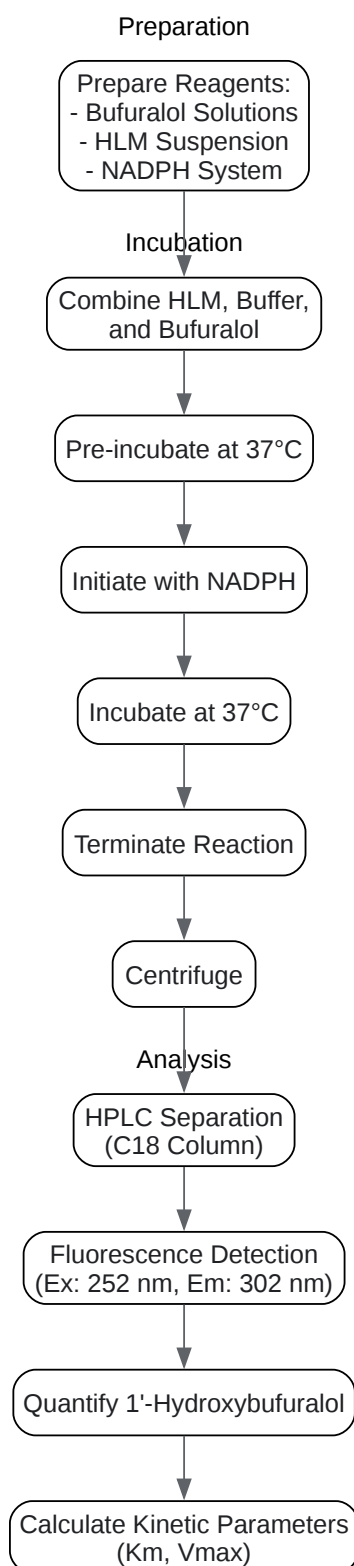 Preparation
Prepare Reagents:
- Bufuralol Solutions
- HLM Suspension
- NADPH System
Incubation
Combine HLM, Buffer,
and Bufuralol
Pre-incubate at 37°C
Initiate with NADPH
Incubate at 37°C
Terminate Reaction
Centrifuge
Analysis
HPLC Separation
(C18 Column)
Fluorescence Detection
(Ex: 252 nm, Em: 302 nm)
Quantify 1'-Hydroxybufuralol
Calculate Kinetic Parameters
(Km, Vmax)